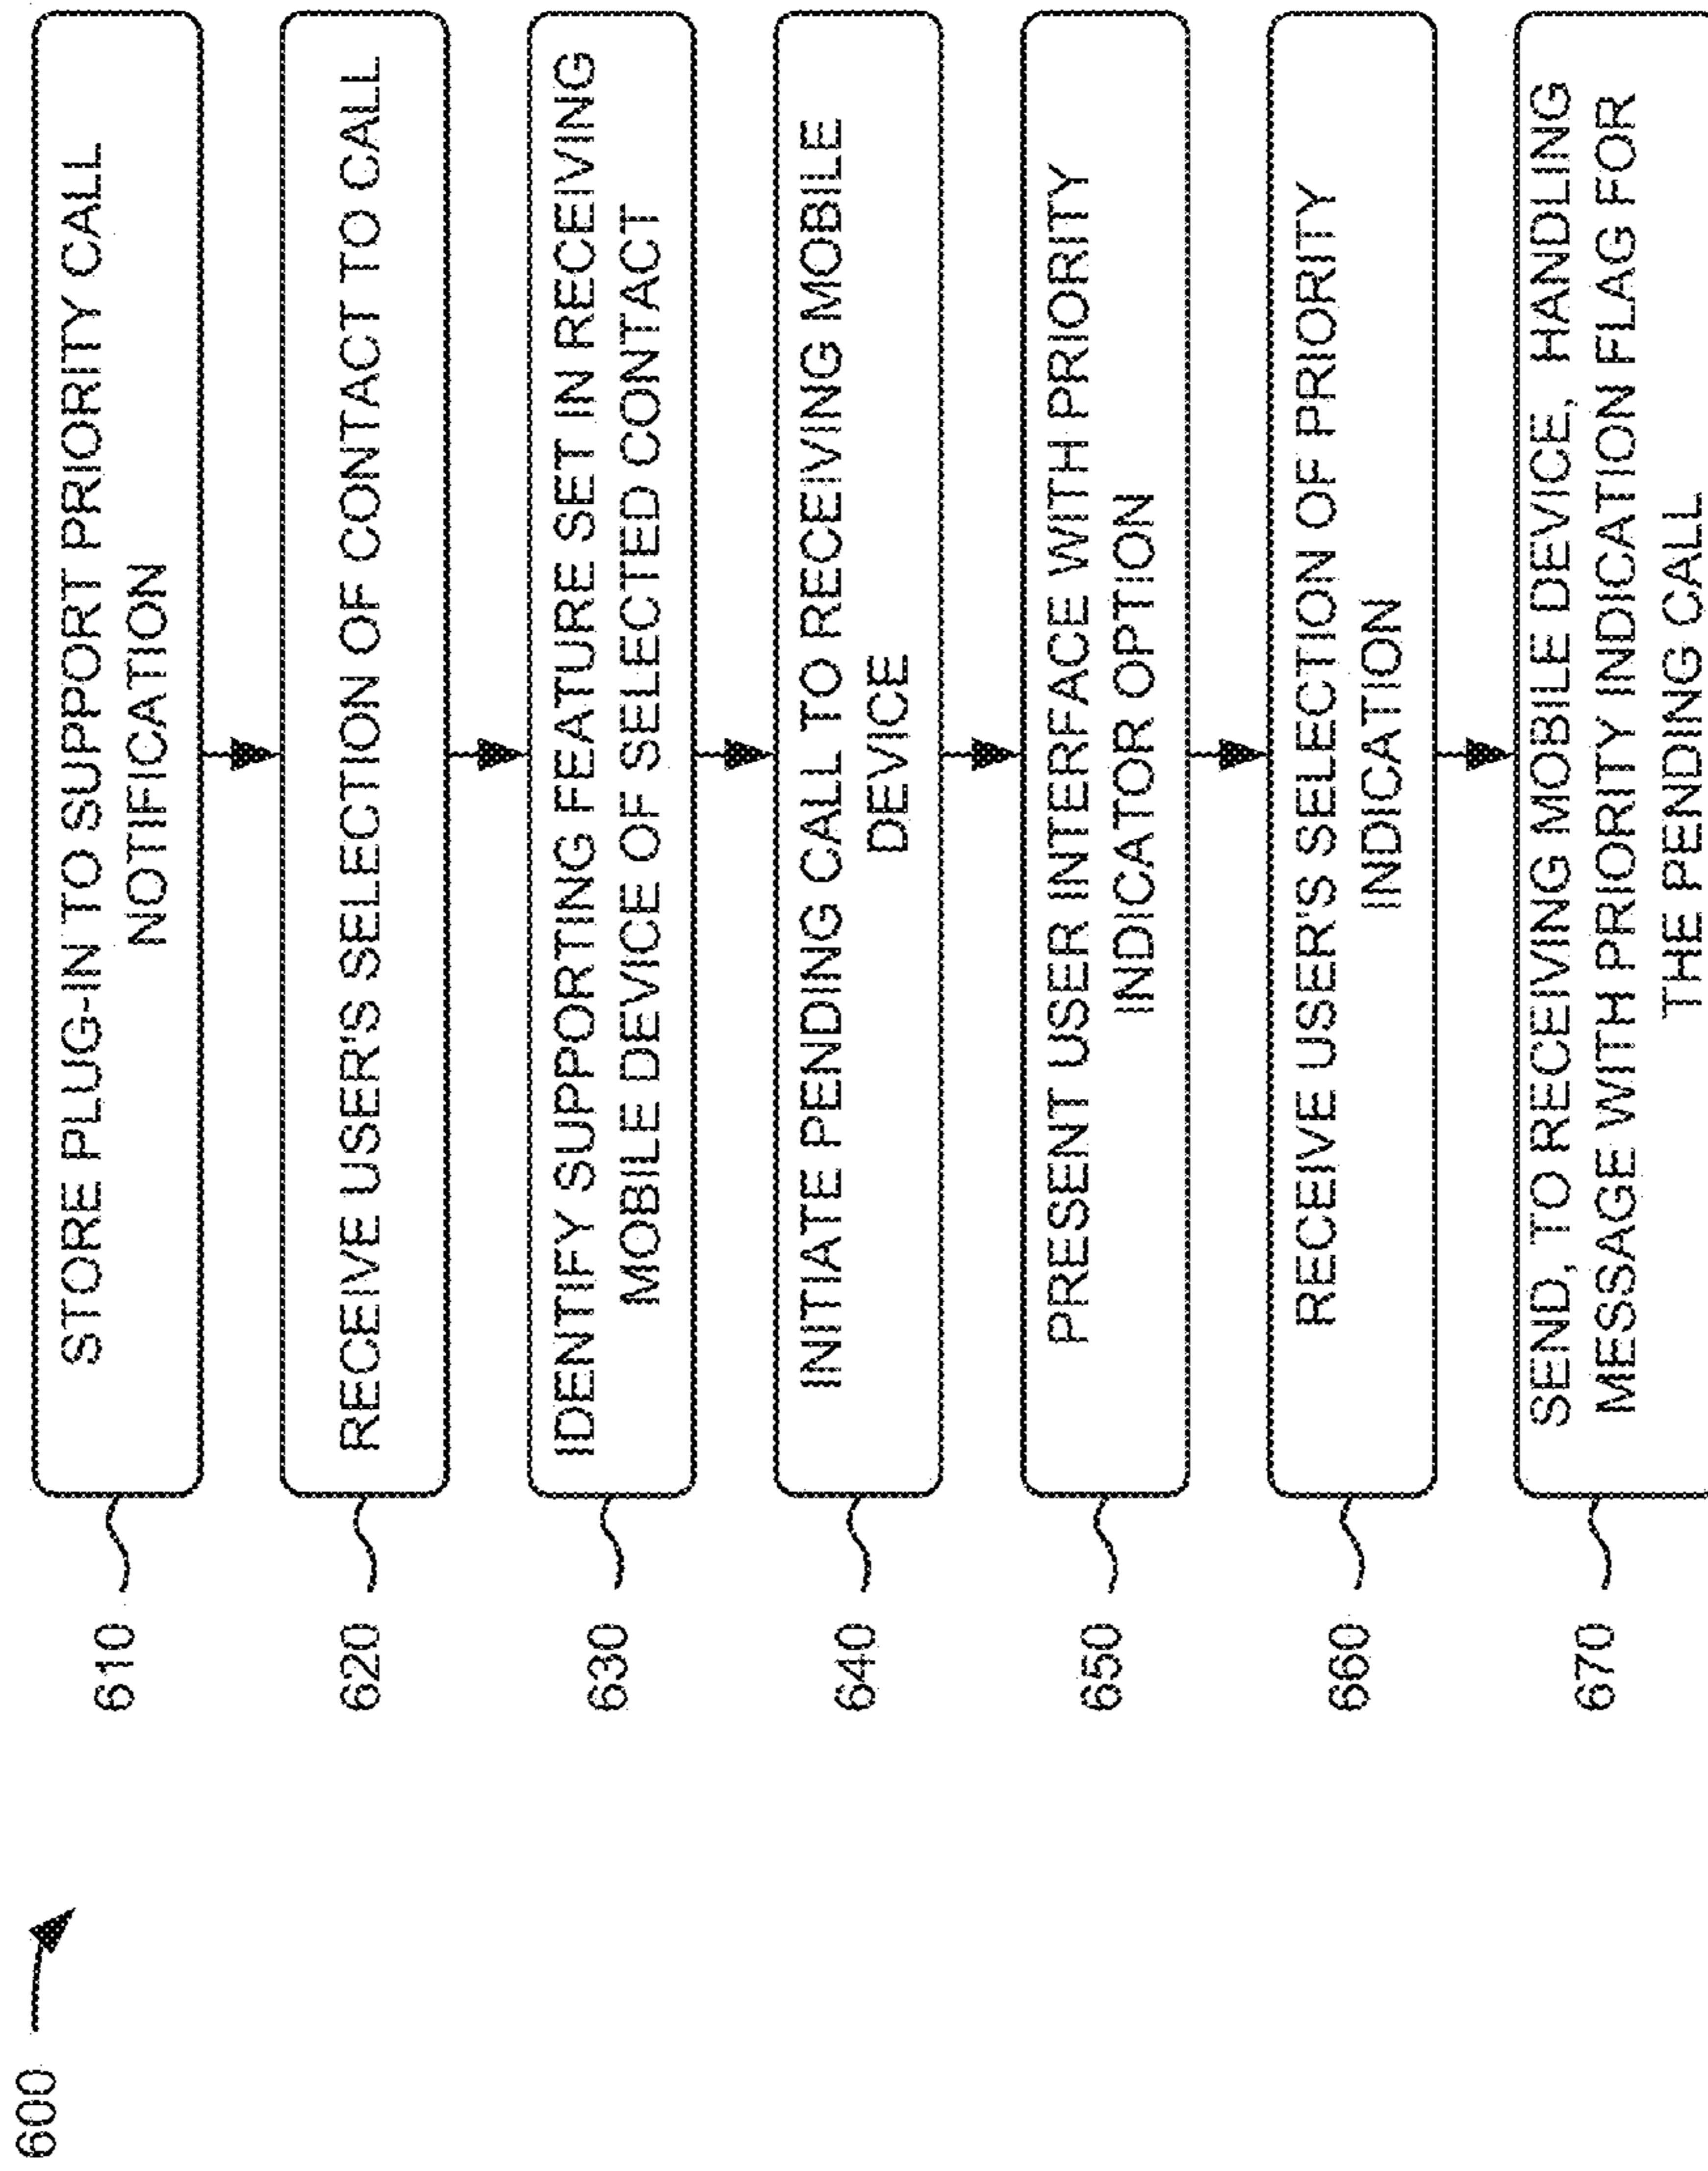 600
610
STORE PLUG-IN TO SUPPORT PRIORITY CALL
NOTIFICATION
620
RECEIVE USER'S SELECTION OF CONTACT TO CALL
630
IDENTIFY SUPPORTING FEATURE SET IN RECEIVING
MOBILE DEVICE OF SELECTED CONTACT
640
INITIATE PENDING CALL TO RECEIVING MOBILE
DEVICE
650
PRESENT USER INTERFACE WITH PRIORITY
INDICATOR OPTION
660
RECEIVE USER'S SELECTION OF PRIORITY
INDICATION
670
SEND, TO RECEIVING MOBILE DEVICE, HANDLING
MESSAGE WITH PRIORITY INDICATION FLAG FOR
THE PENDING CALL